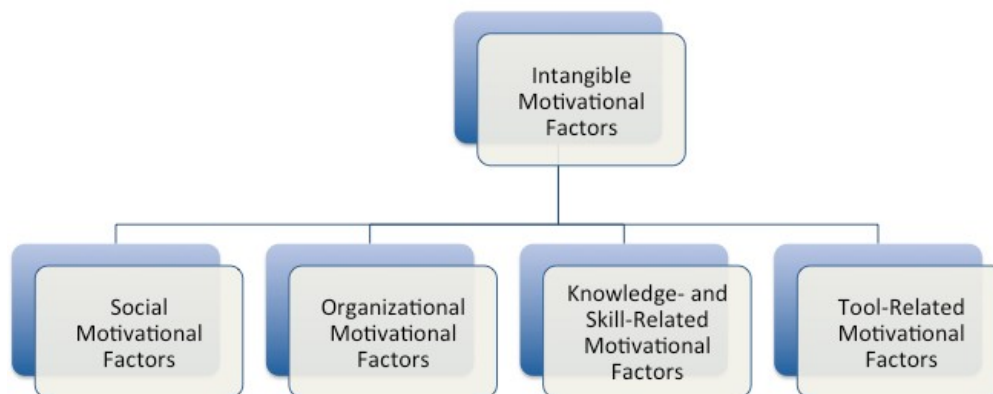 Intangible
Motivational
Factors
Social
Motivational
Factors
Organizational
Motivational
Factors
Knowledge- and
Skill-Related
Motivational
Factors
Tool-Related
Motivational
Factors